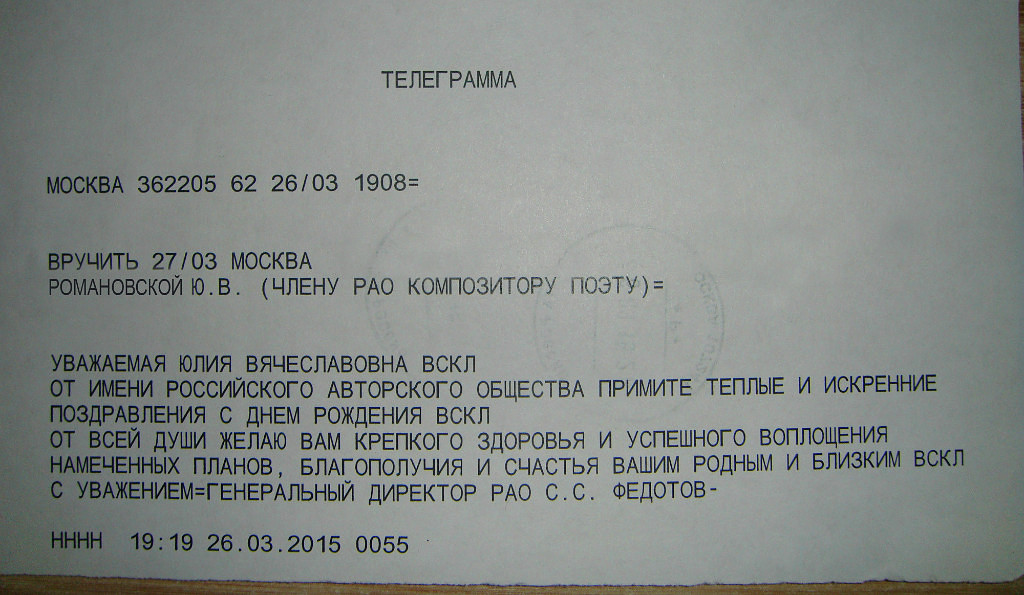 ТЕЛЕГРАММА
МОСКВА 362205 62 26/03 1908=
ВРУЧИТЬ 27/03 МОСКВА
РОМАНОВСКОЙ Ю.В. (ЧЛЕНУ РАО КОМПОЗИТОРУ ПОЭТУ)=
УВАЖАЕМАЯ ЮЛИЯ ВЯЧЕСЛАВОВНА ВСКЛ
ОТ ИМЕНИ РОССИЙСКОГО АВТОРСКОГО ОБЩЕСТВА ПРИМИТЕ ТЕПЛЫЕ И ИСКРЕННИЕ
ПОЗДРАВЛЕНИЯ С ДНЕМ РОЖДЕНИЯ ВСКЛ
ОТ ВСЕЙ ДУШИ ЖЕЛАЮ ВАМ КРЕПКОГО ЗДОРОВЬЯ И УСПЕШНОГО ВОПЛОЩЕНИЯ
НАМЕЧЕННЫХ ПЛАНОВ, БЛАГОПОЛУЧИЯ И СЧАСТЬЯ ВАШИМ РОДНЫМ И БЛИЗКИМ ВСКЛ
С УВАЖЕНИЕМ=ГЕНЕРАЛЬНЫЙ ДИРЕКТОР РАО С.С. ФЕДОТОВ-
НННН 19:19 26.03.2015 0055